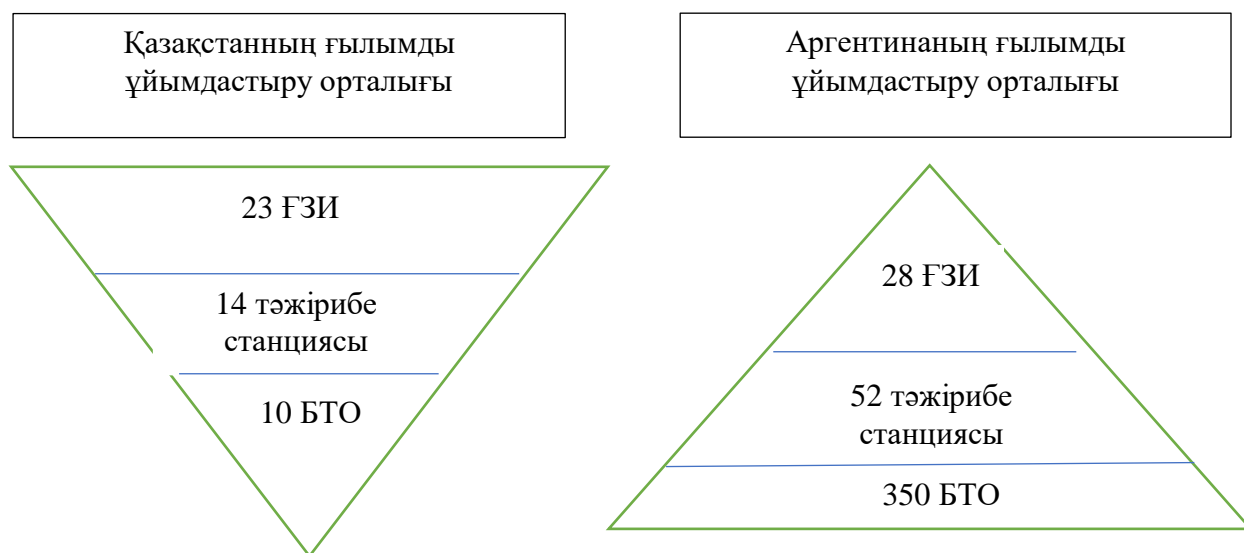 Қазақстанның ғылымды
ұйымдастыру орталығы
23 ҒЗИ
14 тәжірибе
станциясы
10 БТО
Аргентинаның ғылымды
ұйымдастыру орталығы
28 ҒЗИ
52 тәжірибе
станциясы
350 БТО